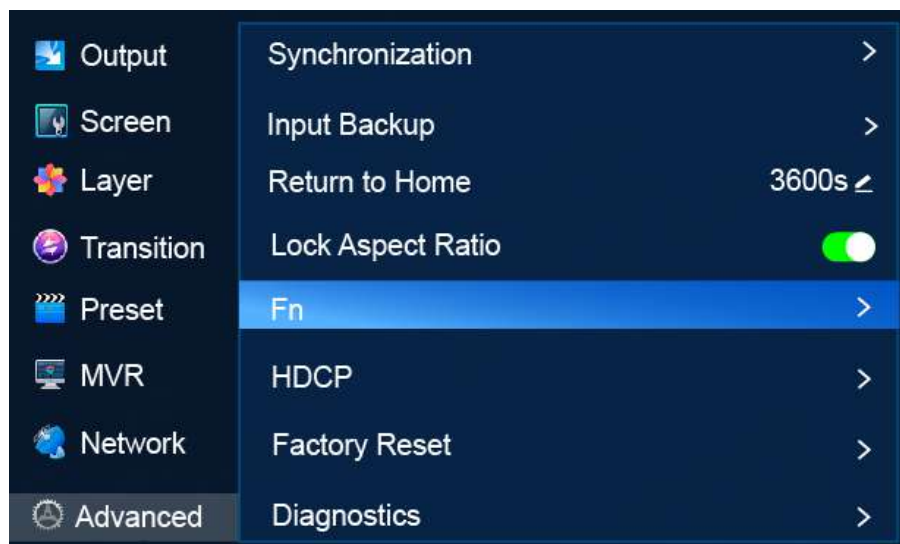 Output
Screen
Layer
Transition
Preset
MVR
Network
Advanced
Synchronization >
Input Backup >
Return to Home 3600s
Lock Aspect Ratio
Fn >
HDCP >
Factory Reset >
Diagnostics >